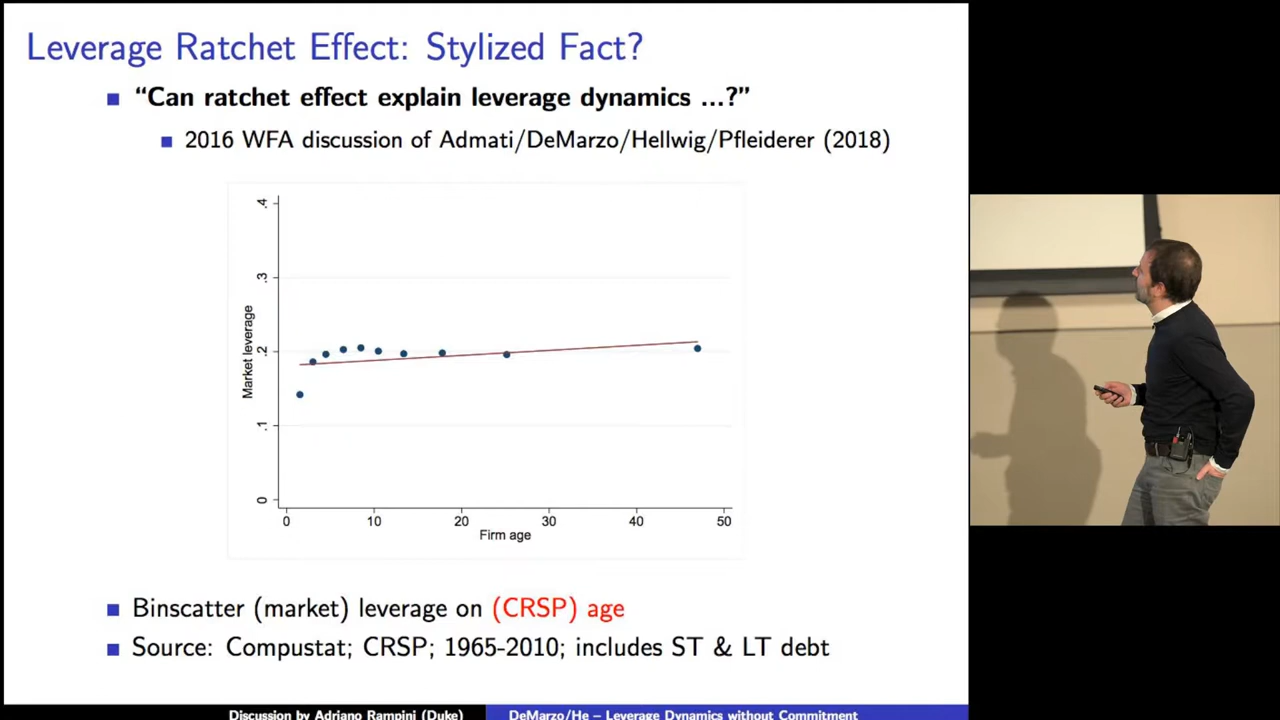 Leverage Ratchet Effect: Stylized Fact?
“Can ratchet effect explain leverage dynamics ...?”
2016 WFA discussion of Admati/DeMarzo/Hellwig/Pfleiderer (2018)
.4
.3
.2
.1
0
Market leverage
0 10 20 30 40 50
Firm age
Binscatter (market) leverage on (CRSP) age
Source: Compustat; CRSP; 1965-2010; includes ST & LT debt
Discussion by Adriano Rampini (Duke) DeMarzo/He – Leverage Dynamics without Commitment